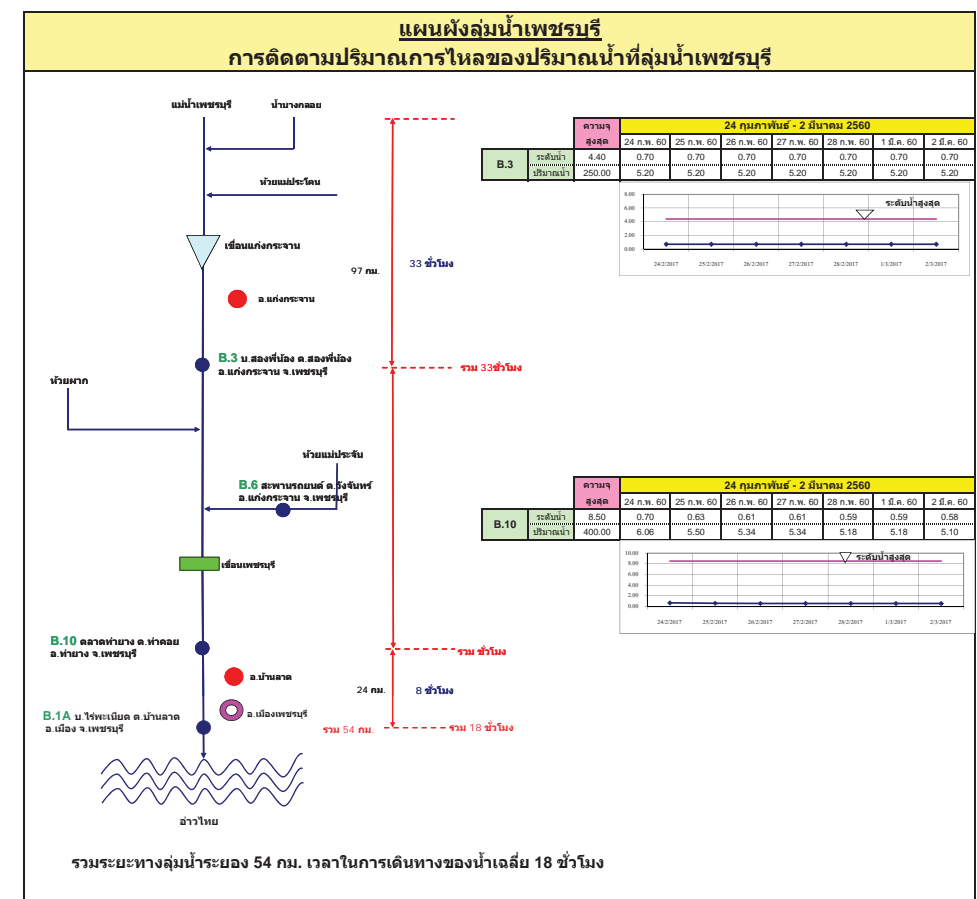 แผนผังลุ่มน้ำเพชรบุรี
การติดตามปริมาณการไหลของปริมาณน้ำที่ลุ่มน้ำเพชรบุรี
แม่น้ำเพชรบุรี น้ำบางกลอย
ห้วยแม่ประโดน
เขื่อนแก่งกระจาน
97 กม. 33 ชั่วโมง
อ.แก่งกระจาน
B.3 บ.สองพี่น้อง ต.สองพี่น้อง
อ.แก่งกระจาน จ.เพชรบุรี
รวม 33ชั่วโมง
ห้วยผาก
ห้วยแม่ประจัน
B.6 สะพานรถยนต์ ต.วังจันทร์
อ.แก่งกระจาน จ.เพชรบุรี
เขื่อนเพชรบุรี
B.10 ตลาดท่ายาง ต.ท่าคอย
อ.ท่ายาง จ.เพชรบุรี
รวม ชั่วโมง
อ.บ้านลาด
24 กม. 8 ชั่วโมง
B.1A บ.ไร่พะเนียด ต.บ้านลาด
อ.เมือง จ.เพชรบุรี
อ.เมืองเพชรบุรี
รวม 54 กม. รวม 18 ชั่วโมง
อ่าวไทย
รวมระยะทางลุ่มน้ำระยอง 54 กม. เวลาในการเดินทางของน้ำเฉลี่ย 18 ชั่วโมง
ความจุ 24 กุมภาพันธ์ - 2 มีนาคม 2560
สูงสุด 24 ก.พ. 60 25 ก.พ. 60 26 ก.พ. 60 27 ก.พ. 60 28 ก.พ. 60 1 มี.ค. 60 2 มี.ค. 60
B.3 ระดับน้ำ 4.40 0.70 0.70 0.70 0.70 0.70 0.70 0.70
ปริมาณน้ำ 250.00 5.20 5.20 5.20 5.20 5.20 5.20 5.20
ระดับน้ำสูงสุด
8.00
6.00
4.00
2.00
0.00
24/2/2017 25/2/2017 26/2/2017 27/2/2017 28/2/2017 1/3/2017 2/3/2017
ความจุ 24 กุมภาพันธ์ - 2 มีนาคม 2560
สูงสุด 24 ก.พ. 60 25 ก.พ. 60 26 ก.พ. 60 27 ก.พ. 60 28 ก.พ. 60 1 มี.ค. 60 2 มี.ค. 60
B.10 ระดับน้ำ 8.50 0.70 0.63 0.61 0.61 0.59 0.59 0.58
ปริมาณน้ำ 400.00 6.06 5.50 5.34 5.34 5.18 5.18 5.10
ระดับน้ำสูงสุด
10.00
8.00
6.00
4.00
2.00
0.00
24/2/2017 25/2/2017 26/2/2017 27/2/2017 28/2/2017 1/3/2017 2/3/2017